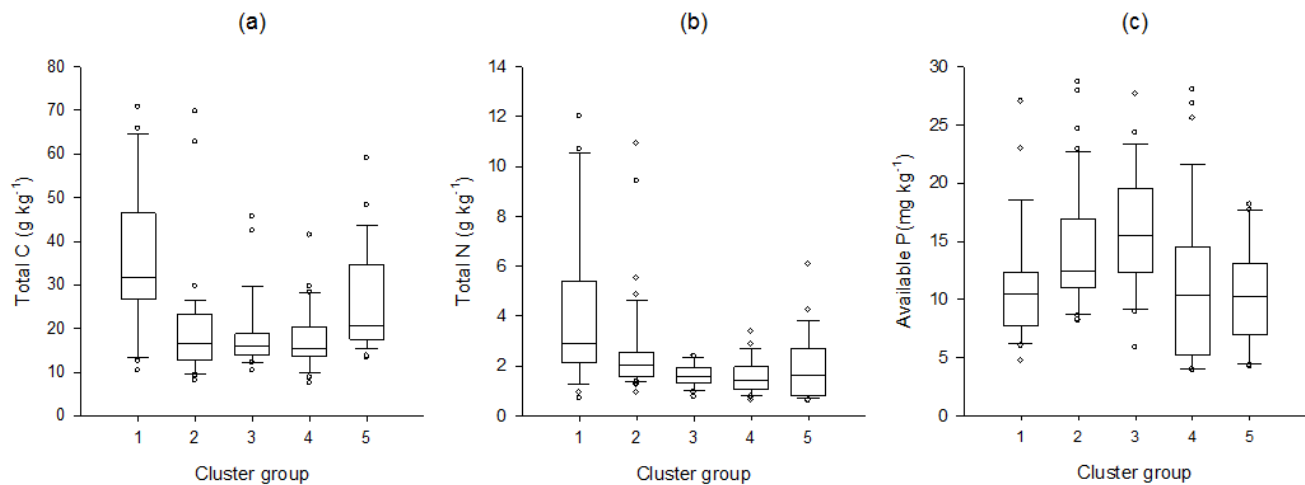 (a)
Total C (g kg⁻¹)
80
70
60
50
40
30
20
10
0
1 2 3 4 5
Cluster group
(b)
Total N (g kg⁻¹)
14
12
10
8
6
4
2
0
1 2 3 4 5
Cluster group
(c)
Available P(mg kg⁻¹)
30
25
20
15
10
5
0
1 2 3 4 5
Cluster group